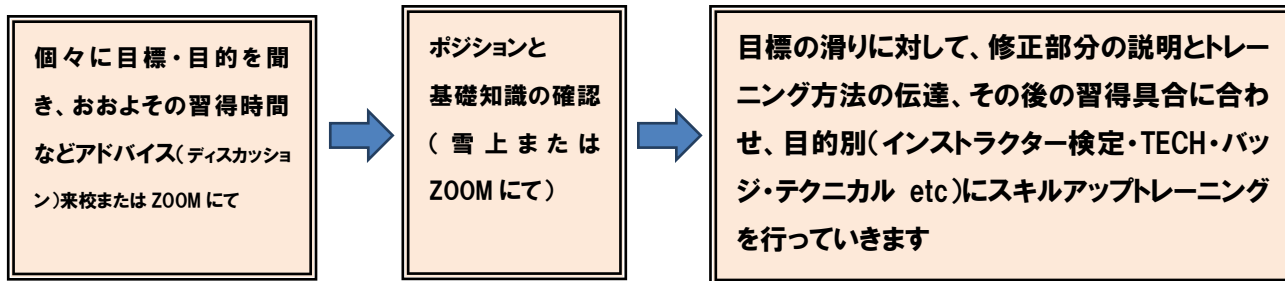 個々に目標・目的を聞
き、おおよその習得時間
などアドバイス(ディスカッショ
ン)来校または ZOOM にて
ポジションと
基礎知識の確認
(雪上または
ZOOM にて)
目標の滑りに対して、修正部分の説明とトレー
ニング方法の伝達、その後の習得具合に合わ
せ、目的別(インストラクター検定・TECH・バッ
ジ・テクニカル etc)にスキルアップトレーニング
を行っていきます